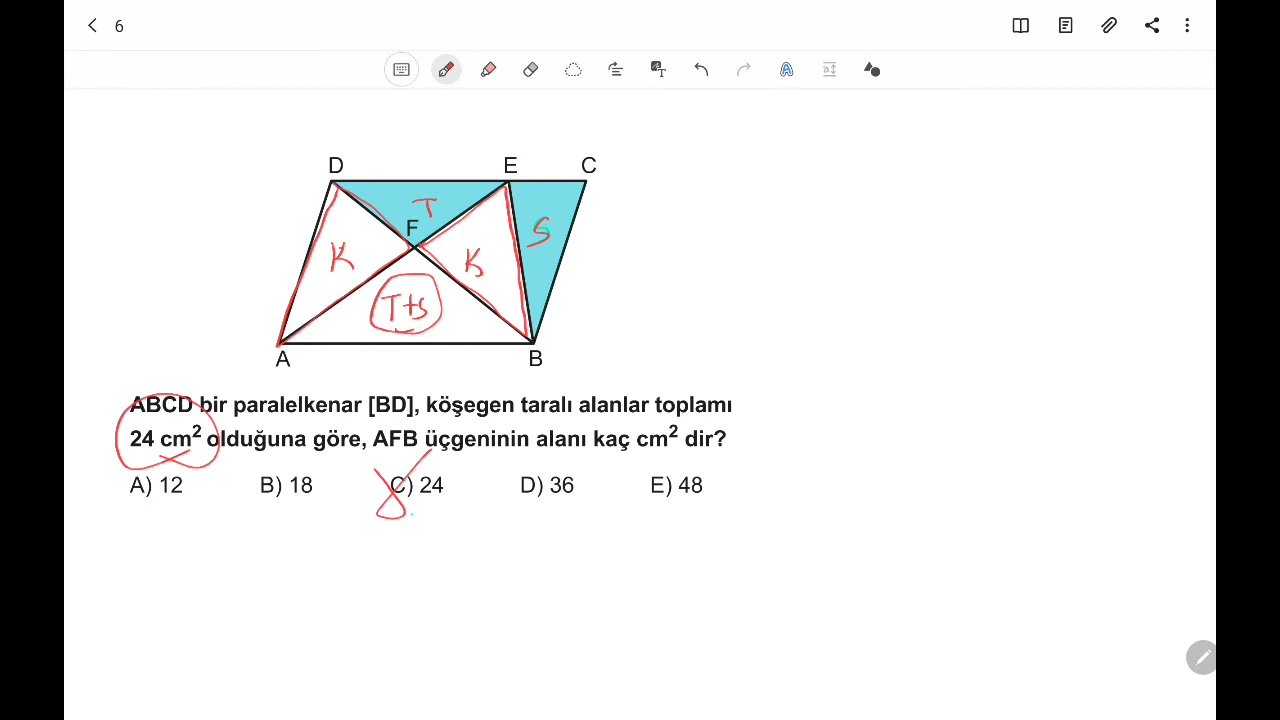 6
D E C
T
F
S
K K
T+s
A B
ABCD bir paralelkenar [BD], köşegen taralı alanlar toplamı
24 cm² olduğuna göre, AFB üçgeninin alanı kaç cm² dir?
A) 12 B) 18 C) 24 D) 36 E) 48